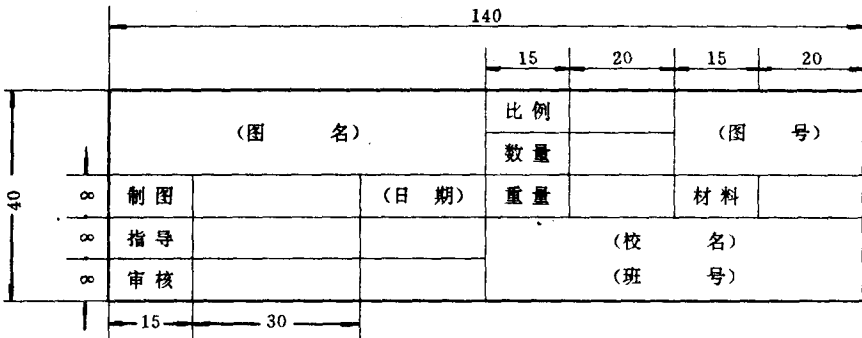 140
15 20 15 20
比例
(图 名) (图 号)
数量
40
8 制图 (日 期) 重量 材料
8 指导 (校 名)
8 审核 (班 号)
15 30